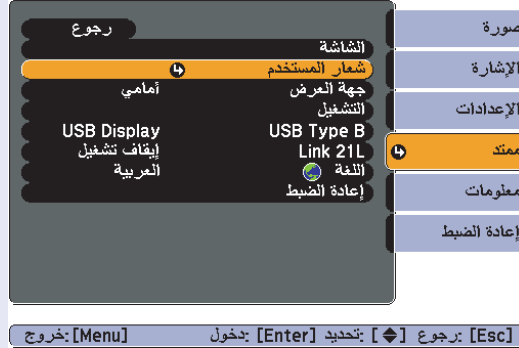 صورة
الإشارة
الإعدادات
ممتد
معلومات
إعادة الضبط
رجوع
الشاشة
شعار المستخدم
جهة العرض أمامي
التشغيل
USB Type B USB Display
Link 21L إيقاف تشغيل
اللغة العربية
إعادة الضبط
[Esc] :رجوع [◆] :تحديد [Enter] :دخول [Menu] :خروج